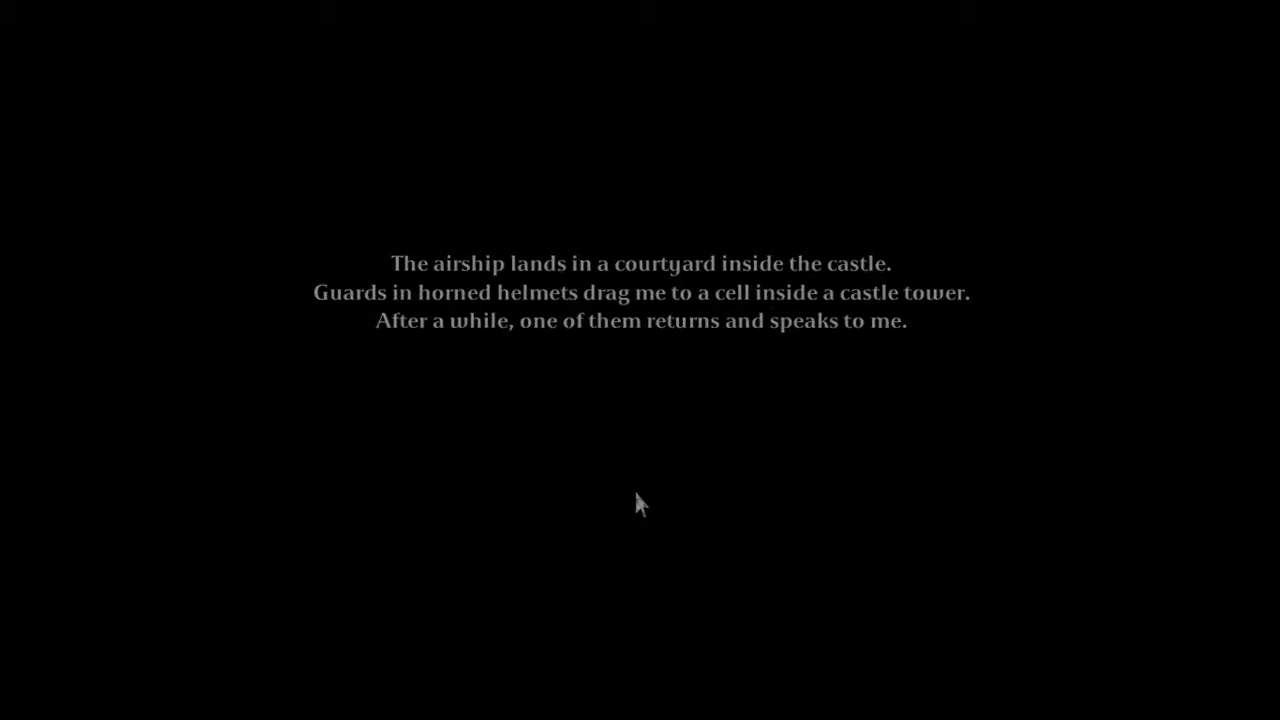 The airship lands in a courtyard inside the castle.
Guards in horned helmets drag me to a cell inside a castle tower.
After a while, one of them returns and speaks to me.